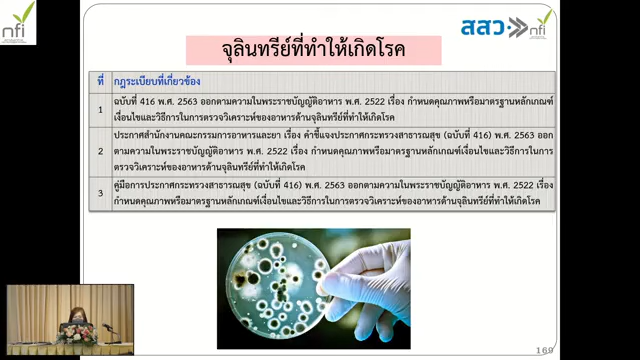 nfi
สสว
nfi
จุลินทรีย์ที่ทำให้เกิดโรค
ที่ กฎระเบียบที่เกี่ยวข้อง
1 ฉบับที่ 416 พ.ศ. 2563 ออกตามความในพระราชบัญญัติอาหาร พ.ศ. 2522 เรื่อง กำหนดคุณภาพหรือมาตรฐานหลักเกณฑ์
เงื่อนไขและวิธีการในการตรวจวิเคราะห์ของอาหารด้านจุลินทรีย์ที่ทำให้เกิดโรค
2 ประกาศสำนักงานคณะกรรมการอาหารและยา เรื่อง คำชี้แจงประกาศกระทรวงสาธารณสุข (ฉบับที่ 416) พ.ศ. 2563 ออก
ตามความในพระราชบัญญัติอาหาร พ.ศ. 2522 เรื่อง กำหนดคุณภาพหรือมาตรฐานหลักเกณฑ์เงื่อนไขและวิธีการในการ
ตรวจวิเคราะห์ของอาหารด้านจุลินทรีย์ที่ทำให้เกิดโรค
3 คู่มือการประกาศกระทรวงสาธารณสุข (ฉบับที่ 416) พ.ศ. 2563 ออกตามความในพระราชบัญญัติอาหาร พ.ศ. 2522 เรื่อง
กำหนดคุณภาพหรือมาตรฐานหลักเกณฑ์เงื่อนไขและวิธีการในการตรวจวิเคราะห์ของอาหารด้านจุลินทรีย์ที่ทำให้เกิดโรค
169